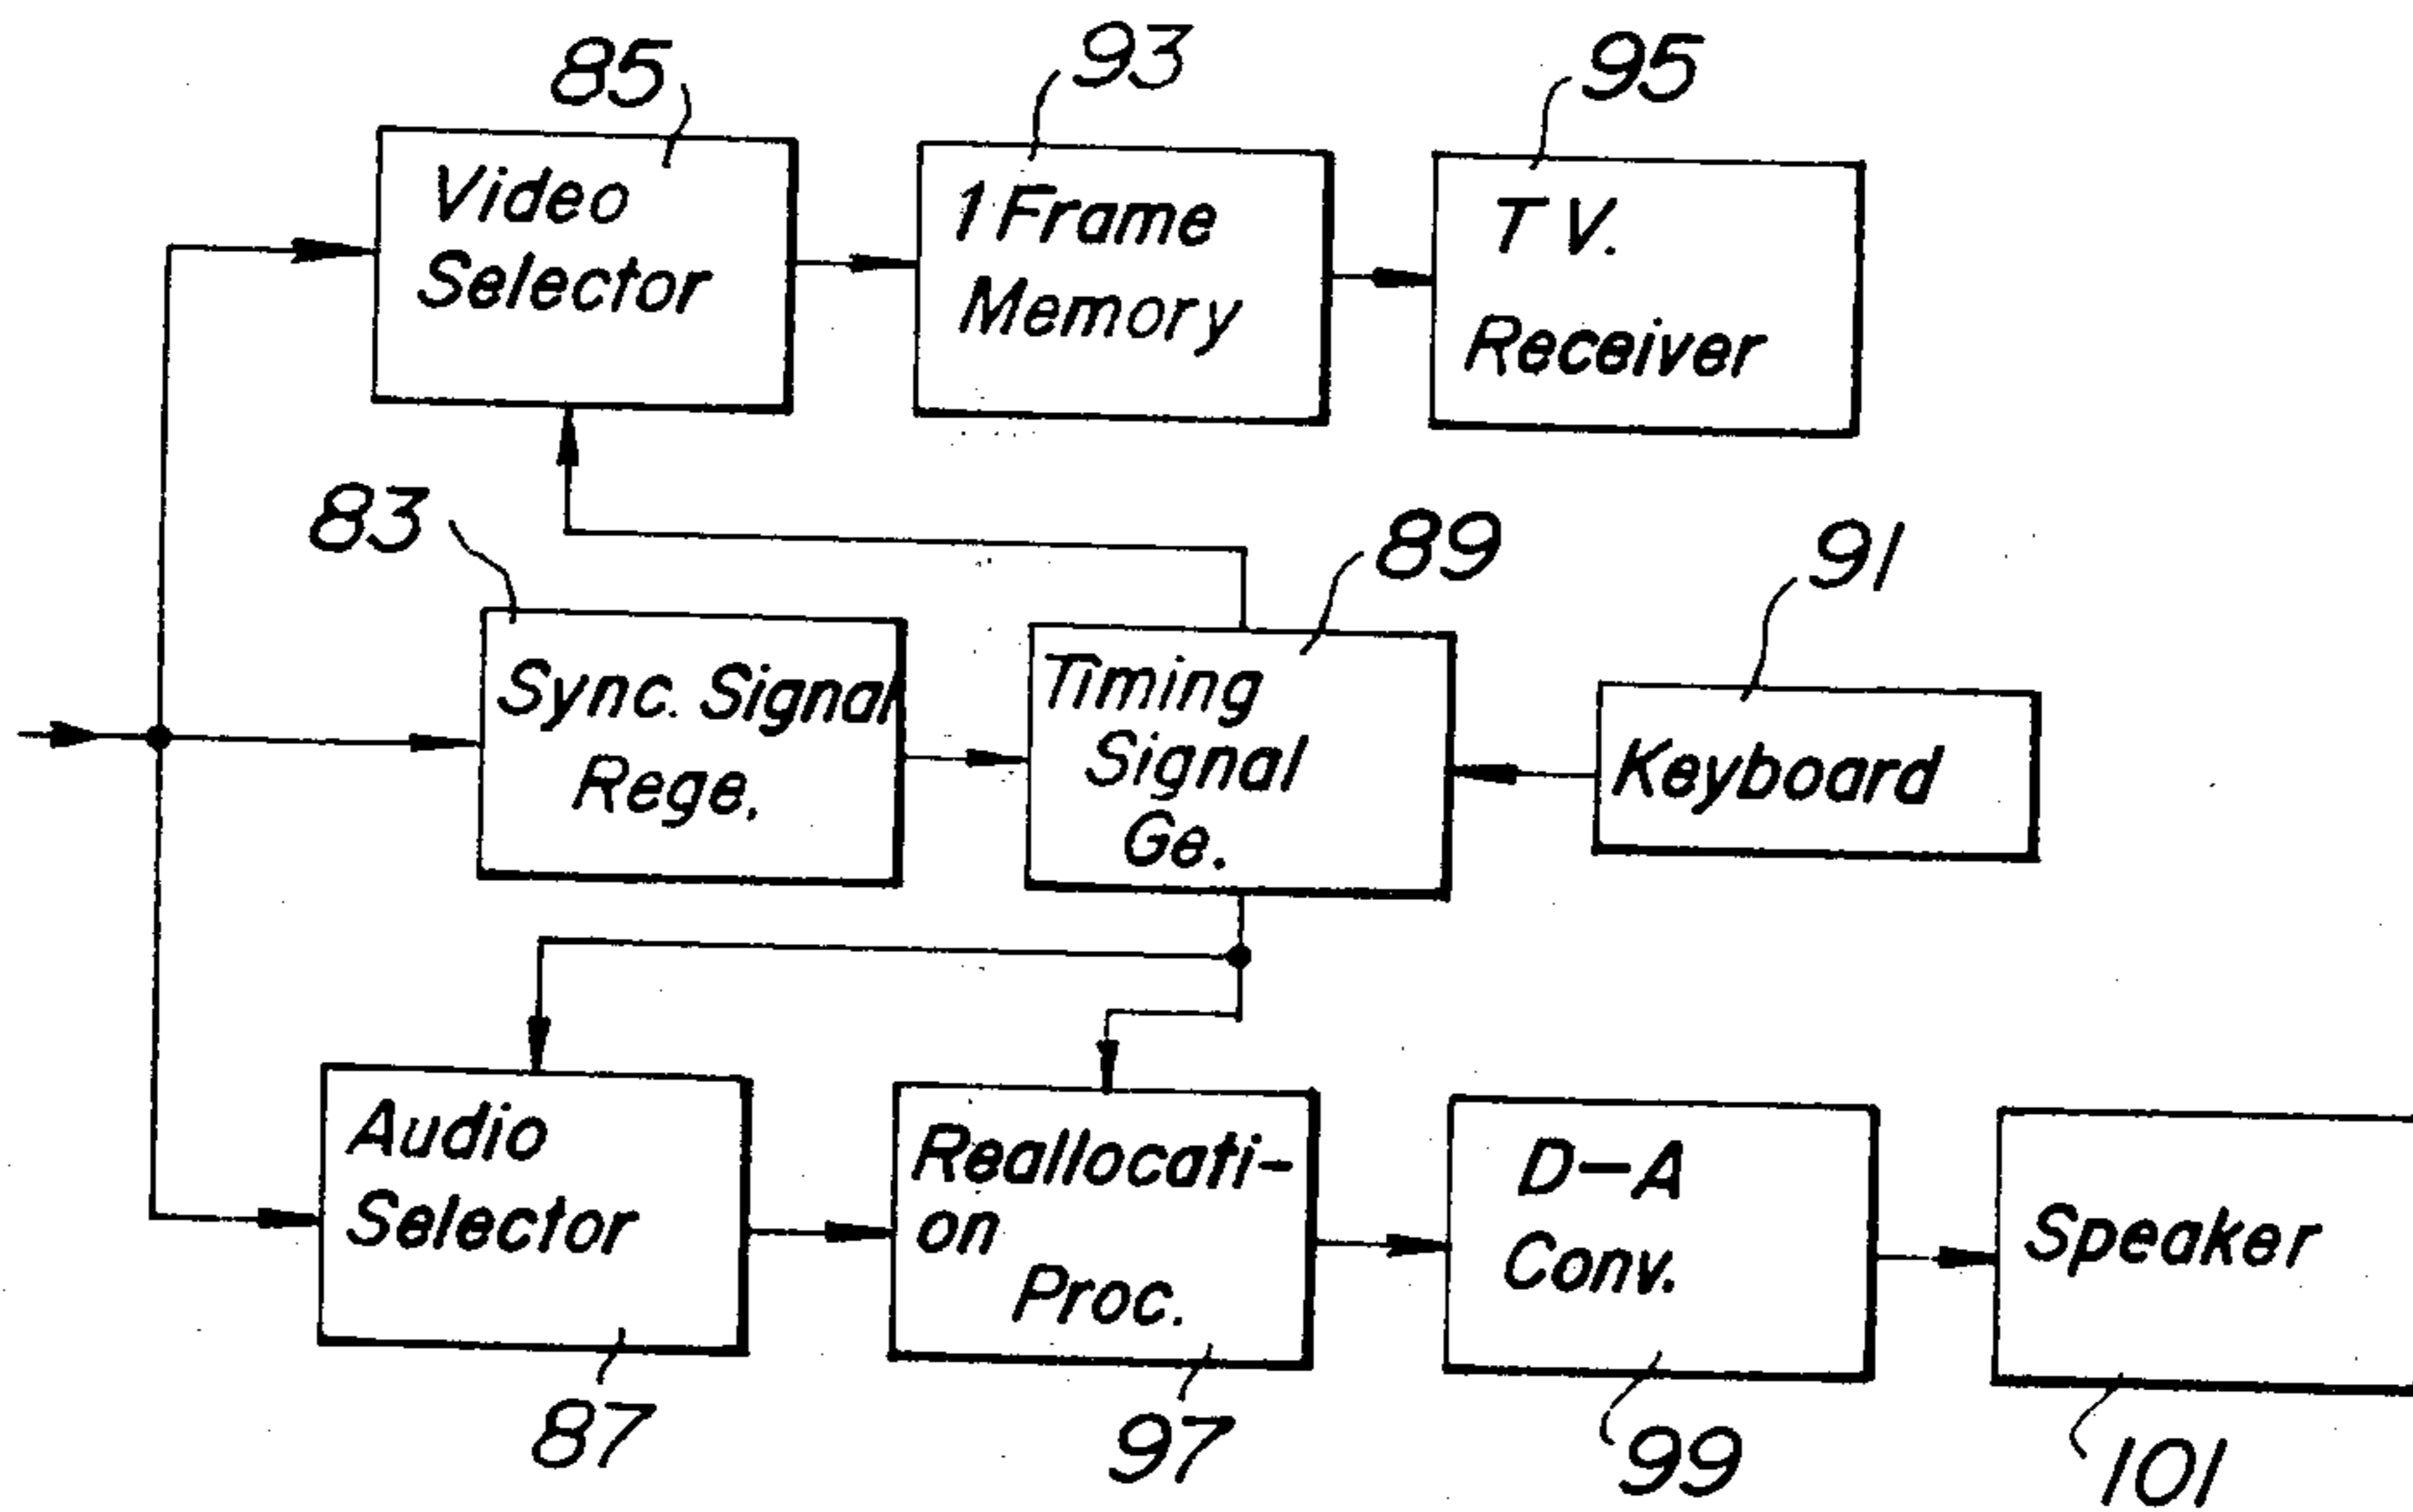 85
93
95
Video
Selector
1 Frame
Memory
T V.
Receiver
83
89
91
Sync. Signal
Rege.
Timing
Signal
Ge.
Keyboard
Audio
Selector
Reallocati-
on
Proc.
D-A
Conv.
Speaker
87
97
99
101